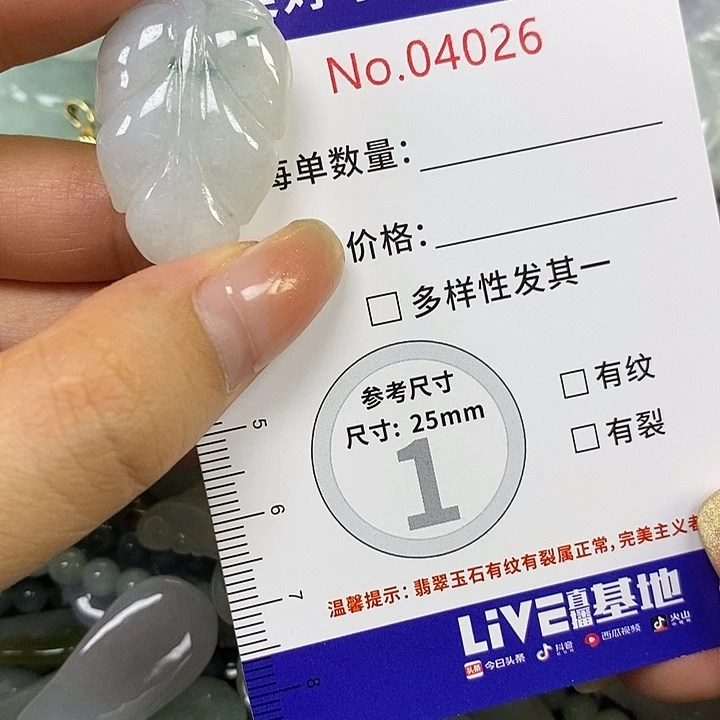 No.04026
每单数量:
价格:
多样性发其一
参考尺寸
尺寸: 25mm
1
有纹
有裂
5
6
7
8
温馨提示: 翡翠玉石有纹有裂属正常, 完美主义者
LiVE直播基地
头条 今日头条 抖音 西瓜视频 火山